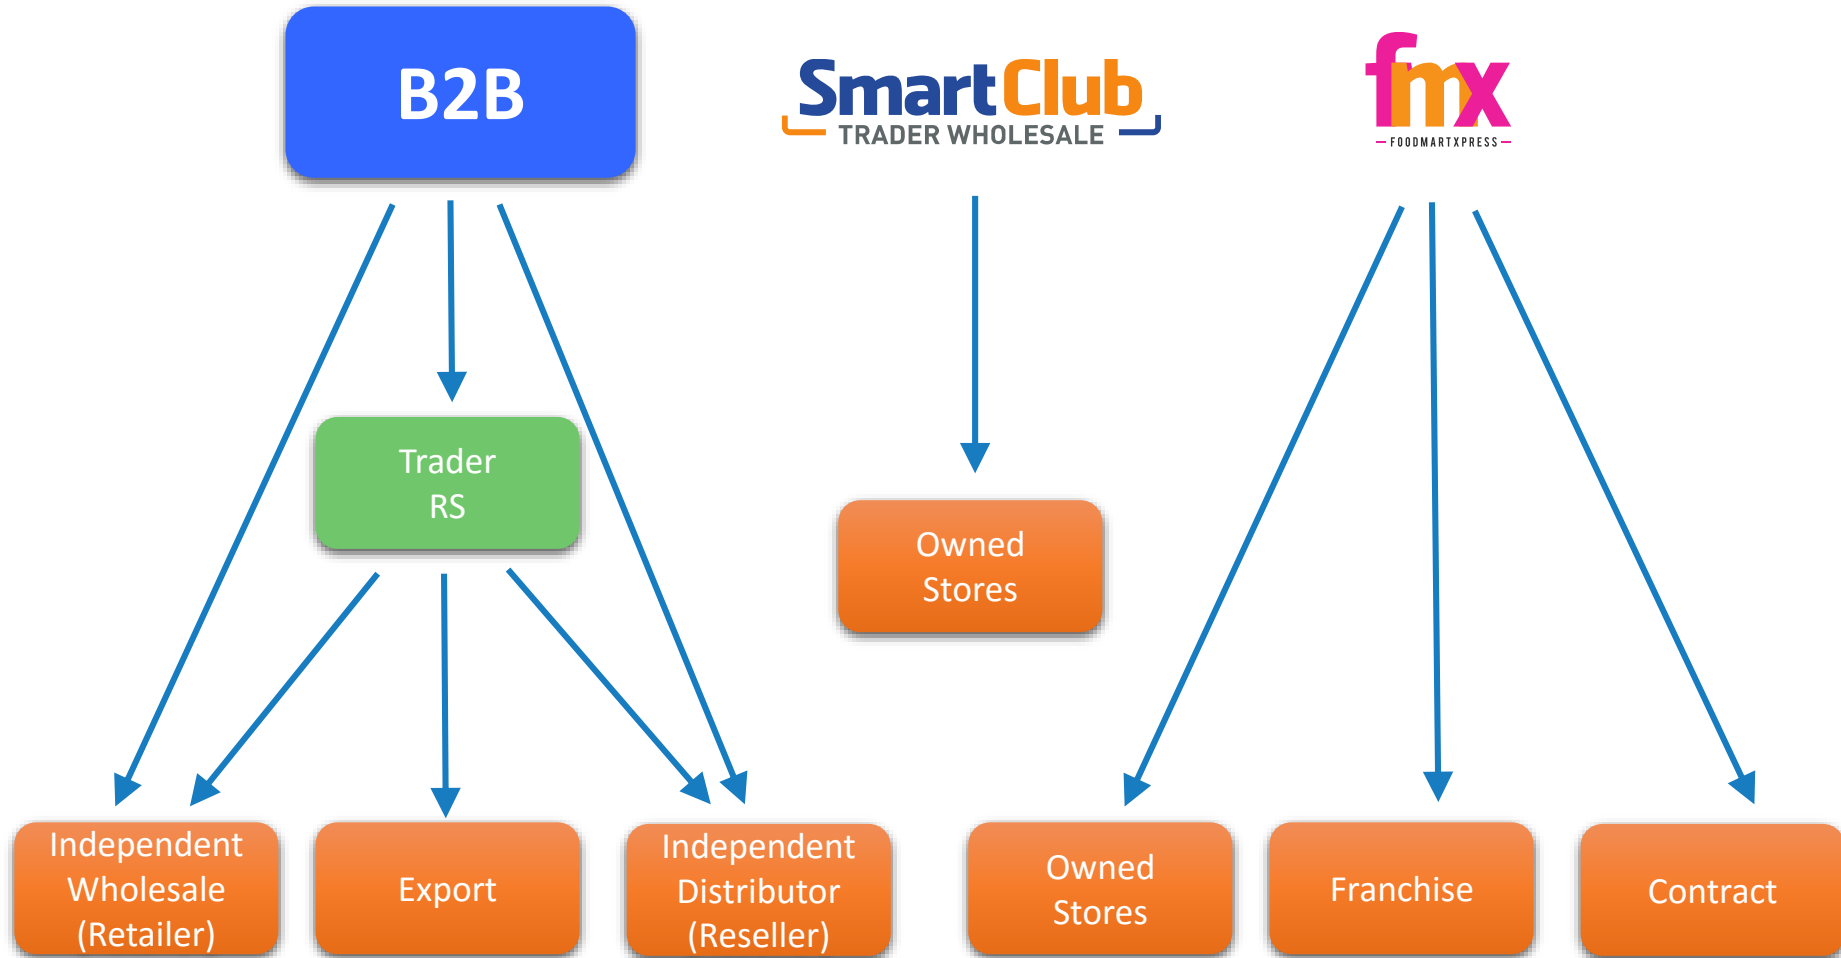 B2B
SmartClub
TRADER WHOLESALE
fmx
FOODMARTXPRESS
Trader
RS
Owned
Stores
Independent
Wholesale
(Retailer)
Export
Independent
Distributor
(Reseller)
Owned
Stores
Franchise
Contract